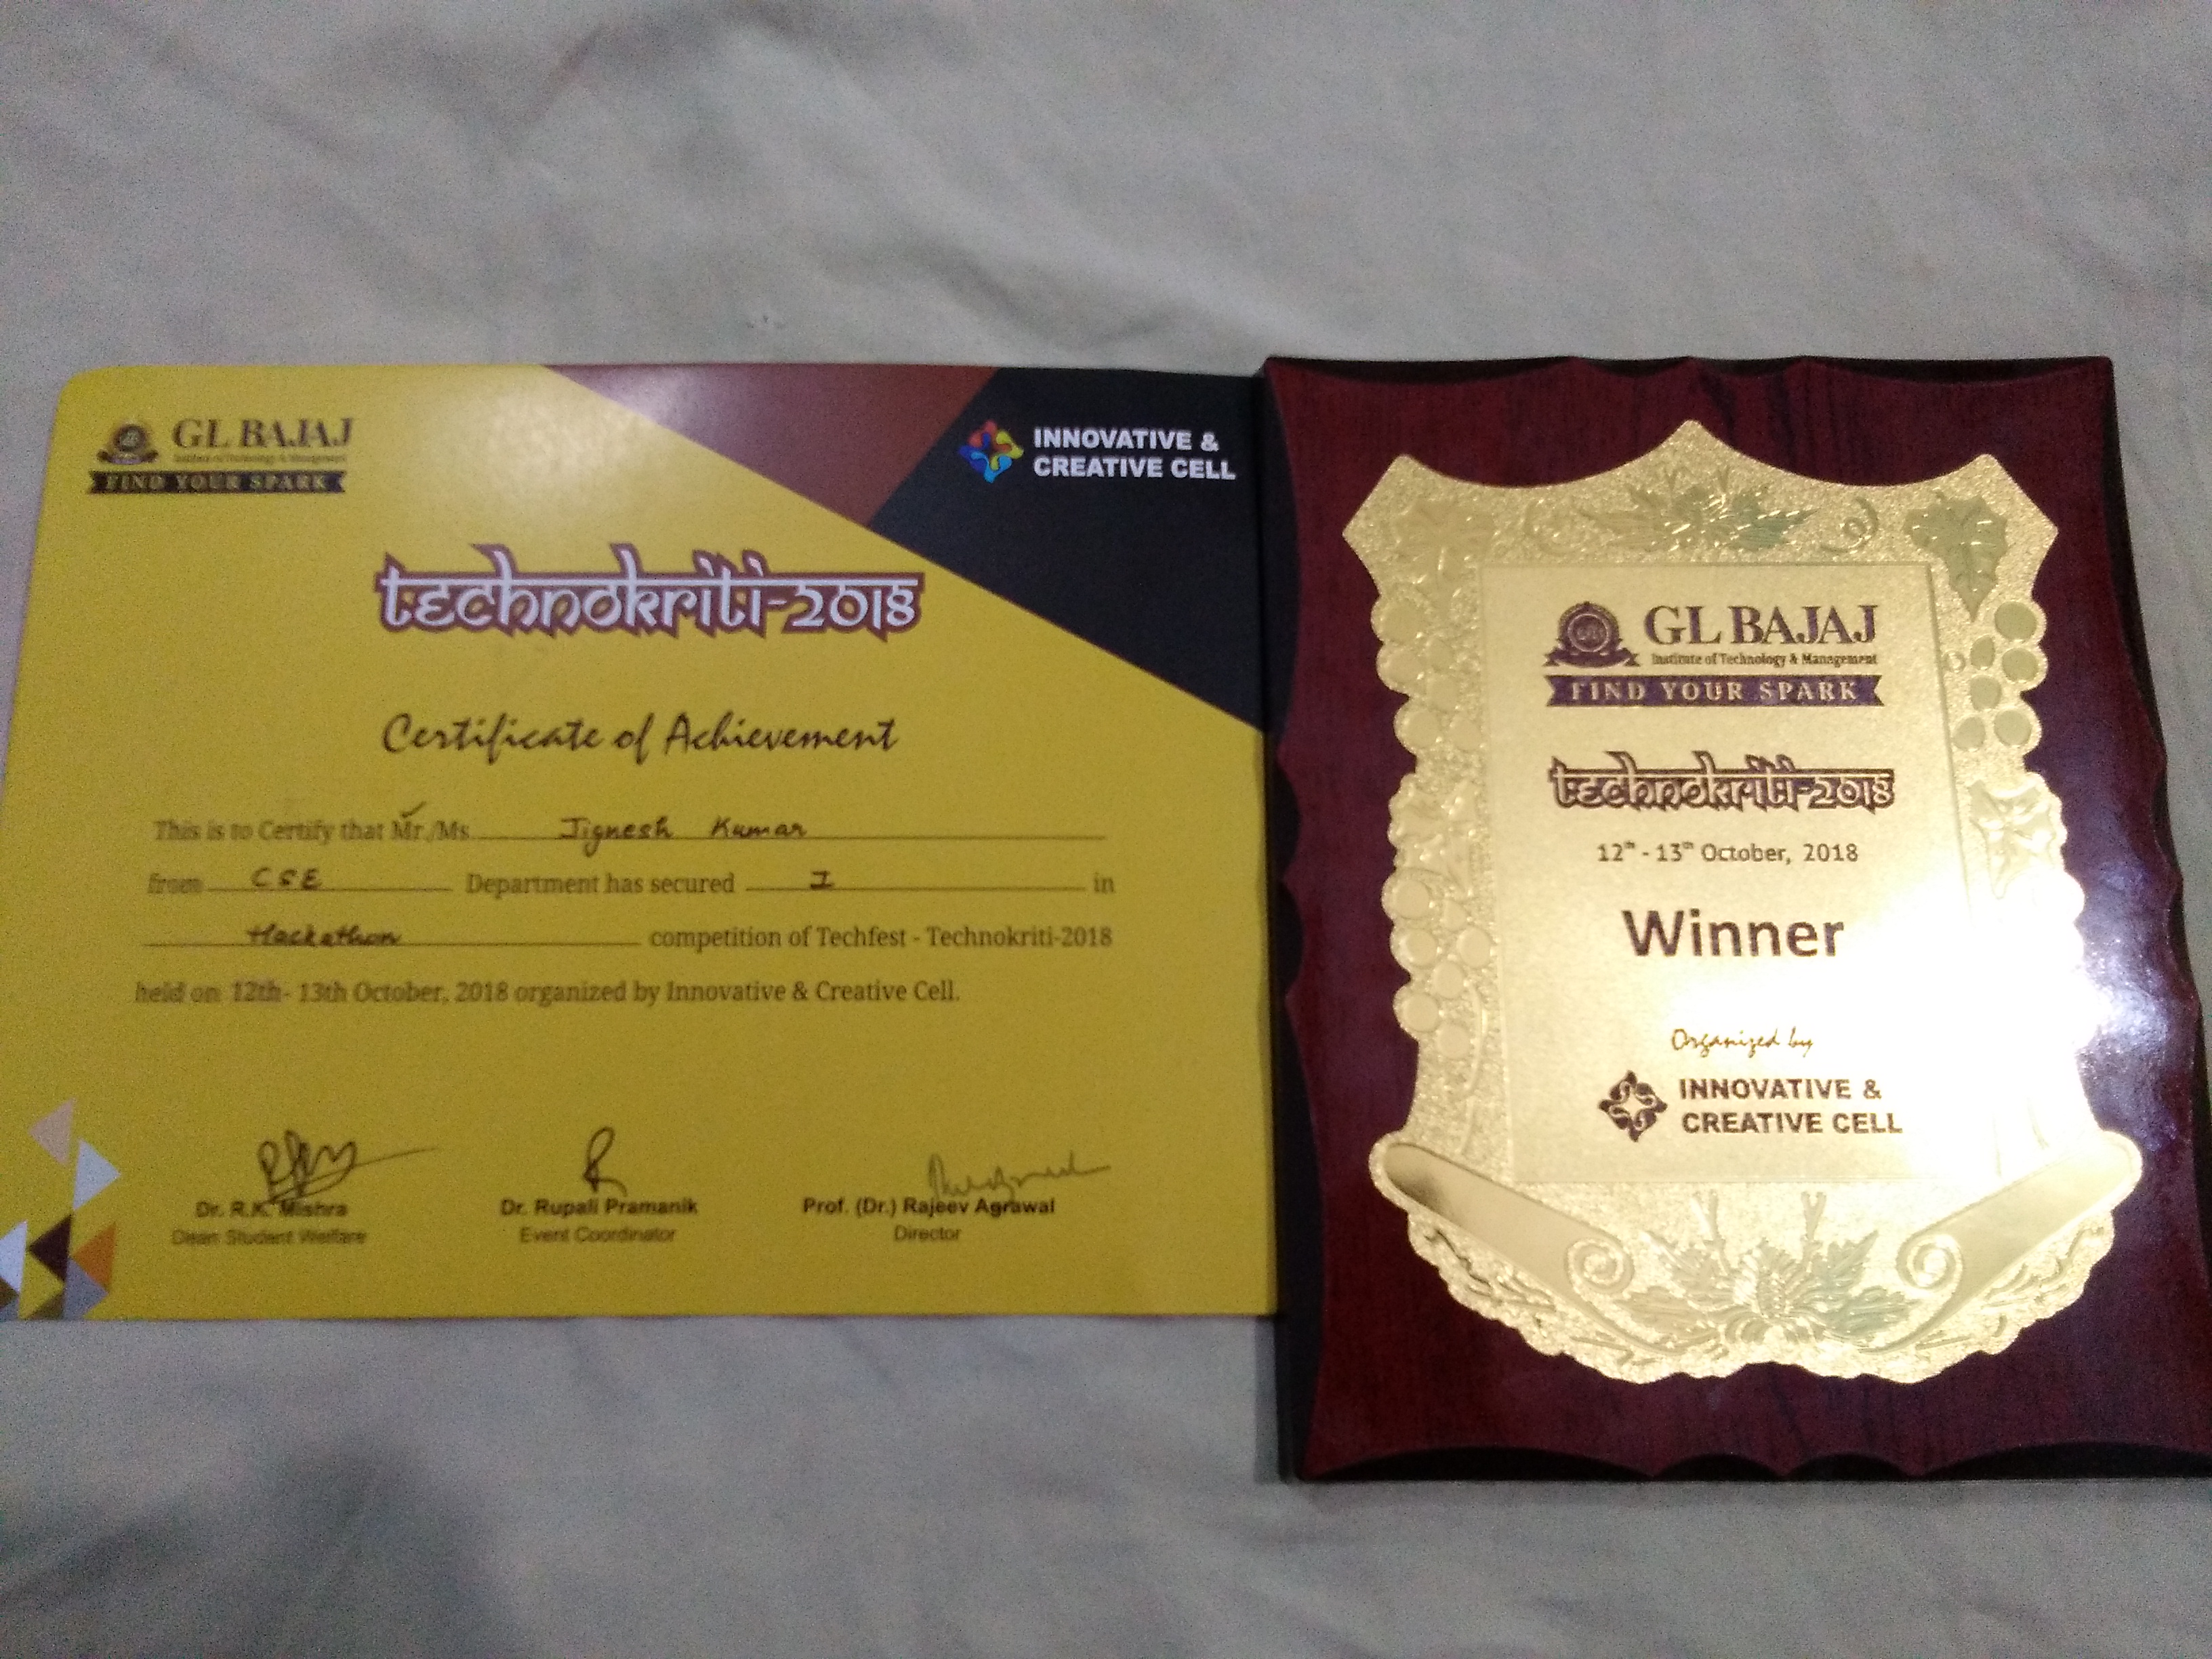 GL BAJAJ
Institute of Technology & Management
FIND YOUR SPARK
INNOVATIVE &
CREATIVE CELL
technokriti-2018
Certificate of Achievement
This is to Certify that Mr./Ms Jignesh Kumar
from CSE Department has secured I in
Hackathon competition of Techfest - Technokriti-2018
held on 12th- 13th October, 2018 organized by Innovative & Creative Cell.
Dr. R.K. Mishra
Dean Student Welfare
Dr. Rupali Pramanik
Event Coordinator
Prof. (Dr.) Rajeev Agrawal
Director
GL BAJAJ
Institute of Technology & Management
FIND YOUR SPARK
technokriti-2018
12th - 13th October, 2018
Winner
Organized by
INNOVATIVE &
CREATIVE CELL